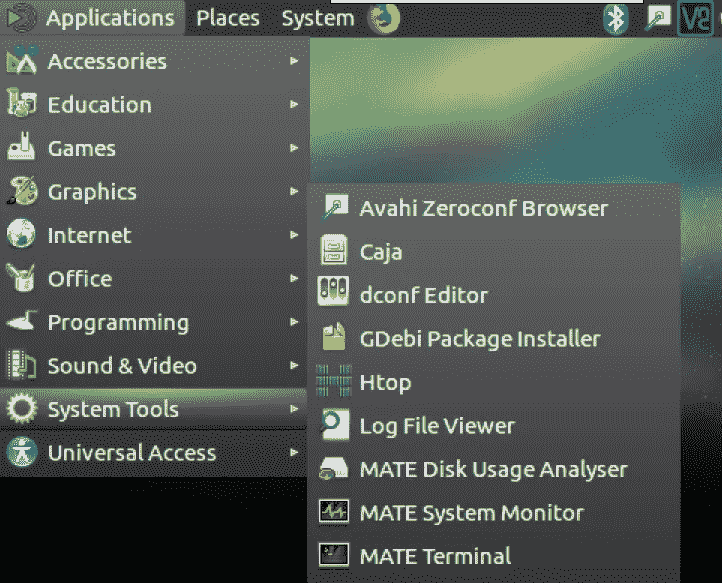 Applications Places System
Accessories
Education
Games
Graphics
Internet
Office
Programming
Sound & Video
System Tools
Universal Access
Avahi Zeroconf Browser
Caja
dconf Editor
GDebi Package Installer
Htop
Log File Viewer
MATE Disk Usage Analyser
MATE System Monitor
MATE Terminal